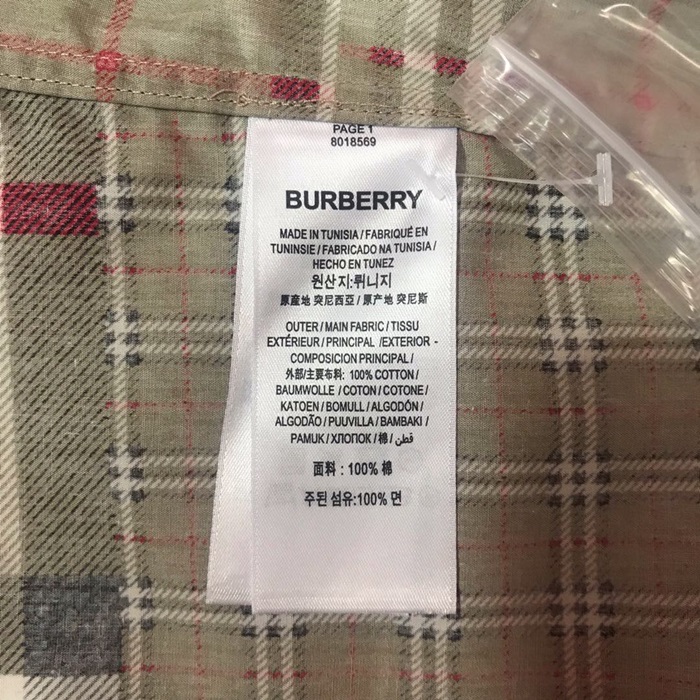 PAGE 1
8018569
BURBERRY
MADE IN TUNISIA / FABRIQUÉ EN
TUNINSIE / FABRICADO NA TUNISIA /
HECHO EN TUNEZ
원산지:튀니지
原産地 突尼西亞 / 原产地 突尼斯
OUTER / MAIN FABRIC / TISSU
EXTÉRIEUR / PRINCIPAL /EXTERIOR -
COMPOSICION PRINCIPAL /
外部/主要布料: 100% COTTON /
BAUMWOLLE / COTON / COTONE /
KATOEN / BOMULL / ALGODÓN /
ALGODÃO / PUUVILLA / BAMBAKI /
PAMUK / ХЛОПОК / 棉 / قطن
面料 : 100% 棉
주된 섬유:100% 면